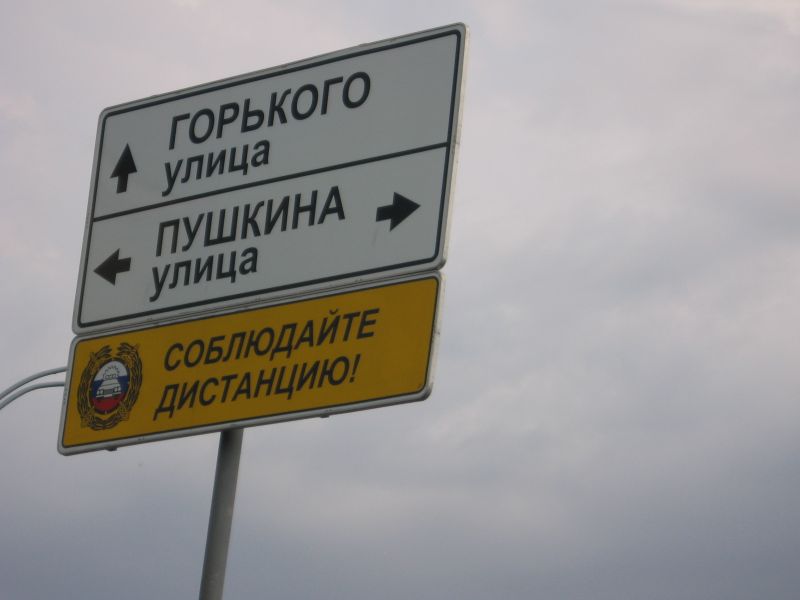 ГОРЬКОГО
улица
ПУШКИНА
улица
СОБЛЮДАЙТЕ
ДИСТАНЦИЮ!